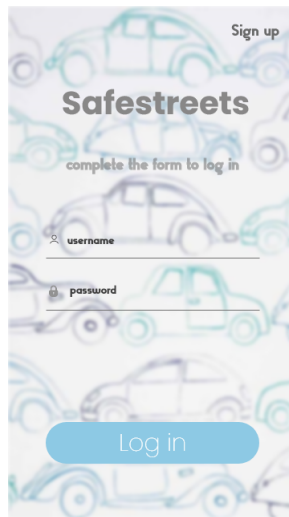 Sign up
Safestreets
complete the form to log in
username
password
Log in